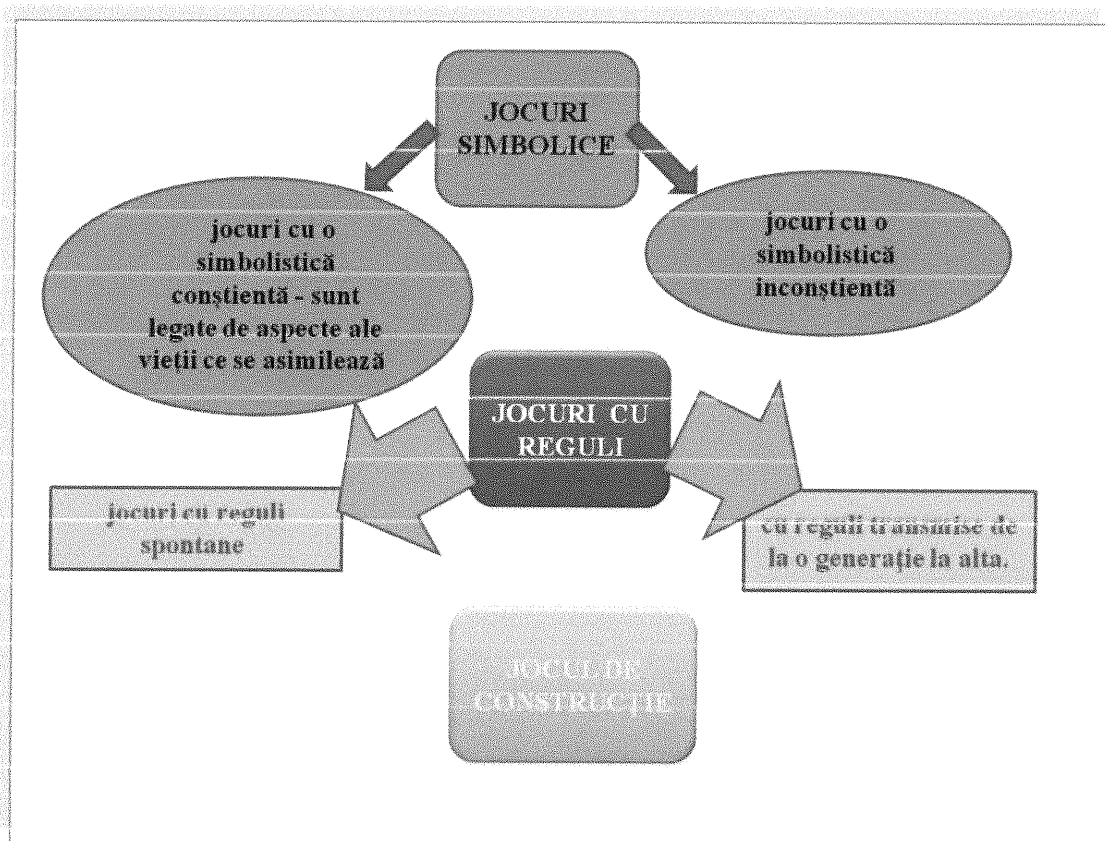 JOCURI
SIMBOLICE
jocuri cu o
simbolistică
conștientă - sunt
legate de aspecte ale
vieții ce se asimilează
jocuri cu o
simbolistică
inconștientă
JOCURI CU
REGULI
jocuri cu reguli
spontane
cu reguli transmise de
la o generație la alta.
JOCUL DE
CONSTRUCȚIE